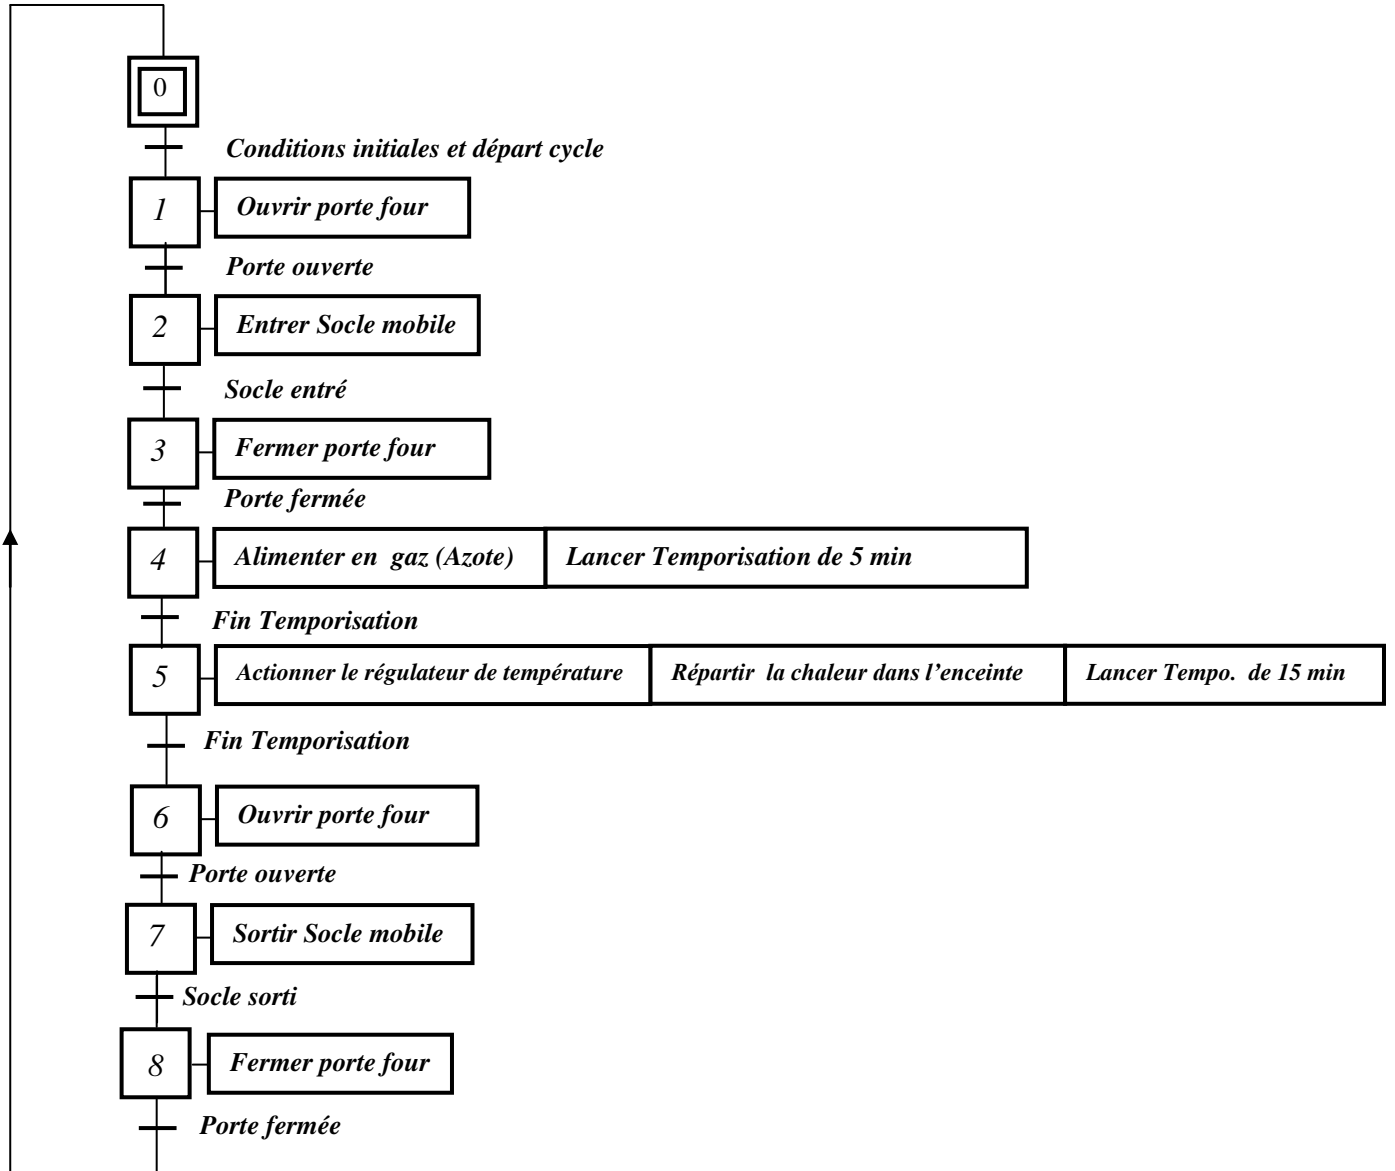 0
Conditions initiales et départ cycle
1 Ouvrir porte four
Porte ouverte
2 Entrer Socle mobile
Socle entré
3 Fermer porte four
Porte fermée
4 Alimenter en gaz (Azote) Lancer Temporisation de 5 min
Fin Temporisation
5 Actionner le régulateur de température Répartir la chaleur dans l'enceinte Lancer Tempo. de 15 min
Fin Temporisation
6 Ouvrir porte four
Porte ouverte
7 Sortir Socle mobile
Socle sorti
8 Fermer porte four
Porte fermée